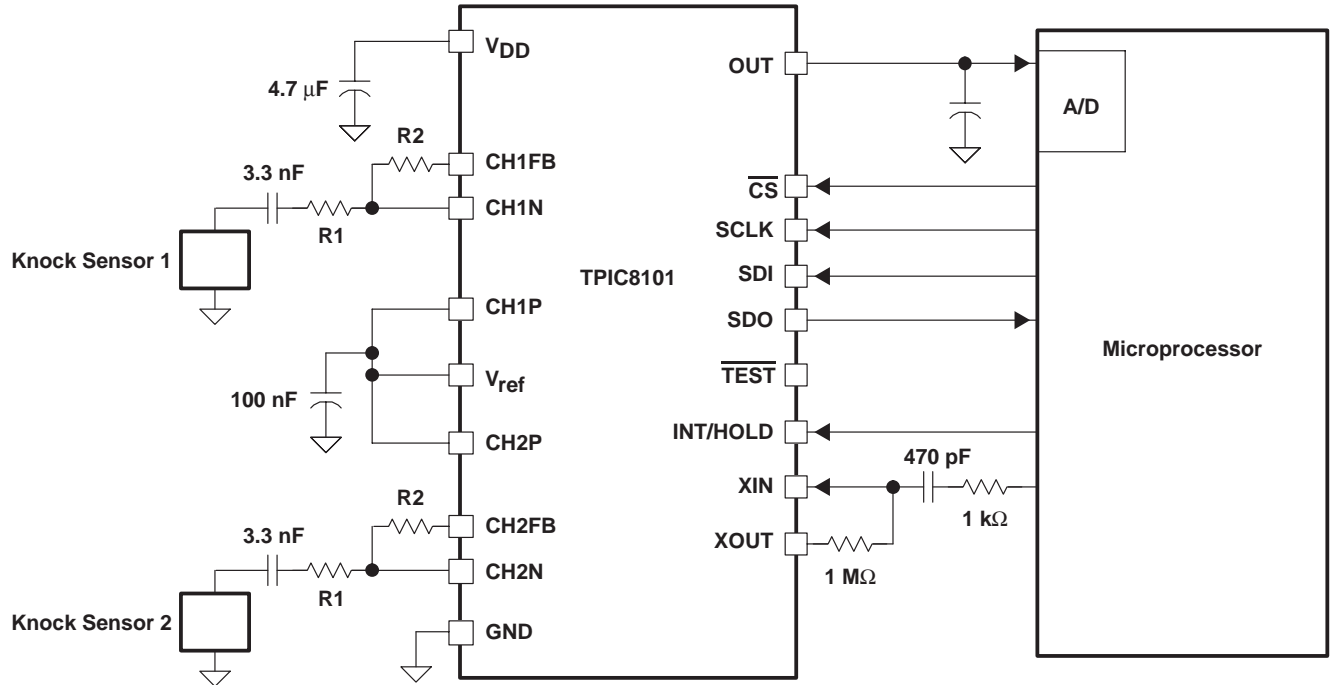 VDD
4.7 μF
R2
CH1FB
3.3 nF
CH1N
R1
Knock Sensor 1
CH1P
Vref
100 nF
CH2P
R2
CH2FB
3.3 nF
CH2N
R1
Knock Sensor 2
GND
TPIC8101
OUT
CS
SCLK
SDI
SDO
TEST
INT/HOLD
XIN
XOUT
470 pF
1 kΩ
1 MΩ
A/D
Microprocessor